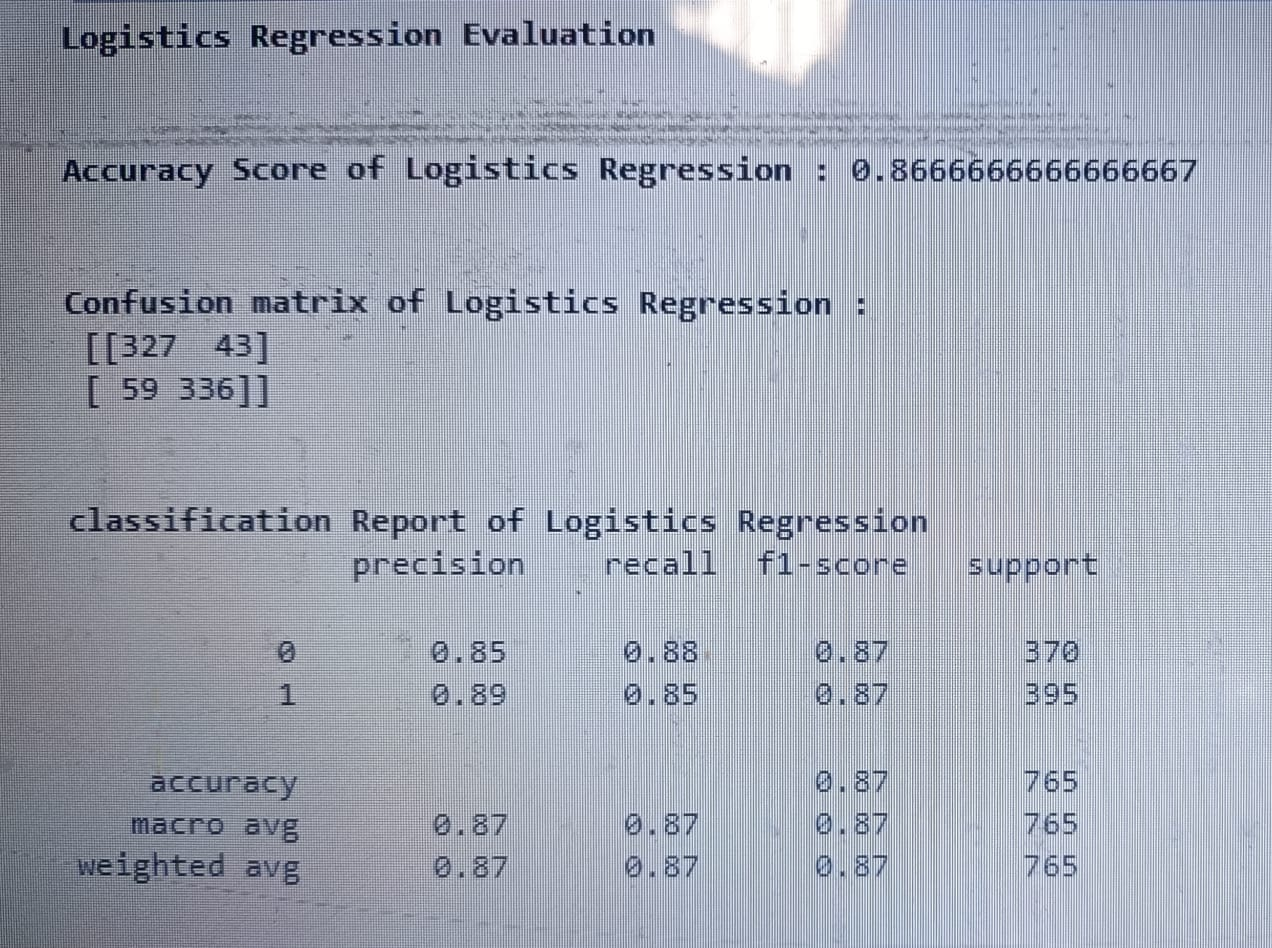 Logistics Regression Evaluation
Accuracy Score of Logistics Regression : 0.8666666666666667
Confusion matrix of Logistics Regression :
[[327  43]
[ 59 336]]
classification Report of Logistics Regression
precision recall f1-score support
0 0.85 0.88 0.87 370
1 0.89 0.85 0.87 395
accuracy 0.87 765
macro avg 0.87 0.87 0.87 765
weighted avg 0.87 0.87 0.87 765